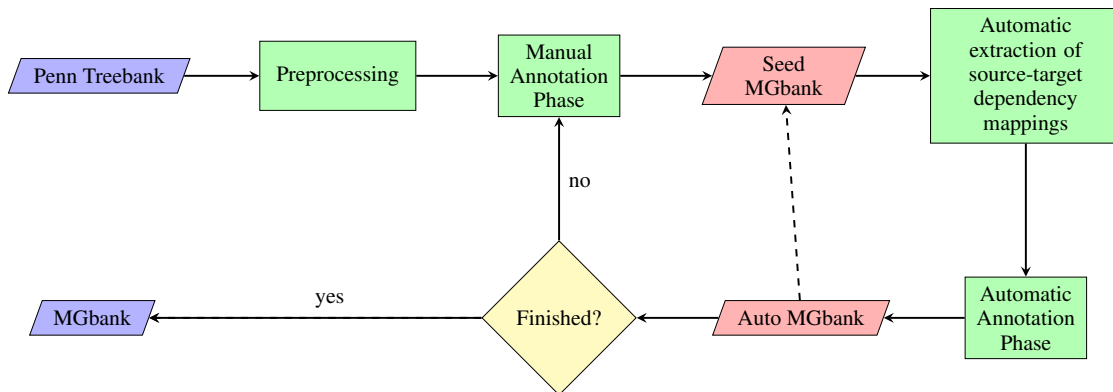 Penn Treebank
Preprocessing
Manual
Annotation
Phase
Seed
MGbank
Automatic
extraction of
source-target
dependency
mappings
no
MGbank
yes
Finished?
Auto MGbank
Automatic
Annotation
Phase